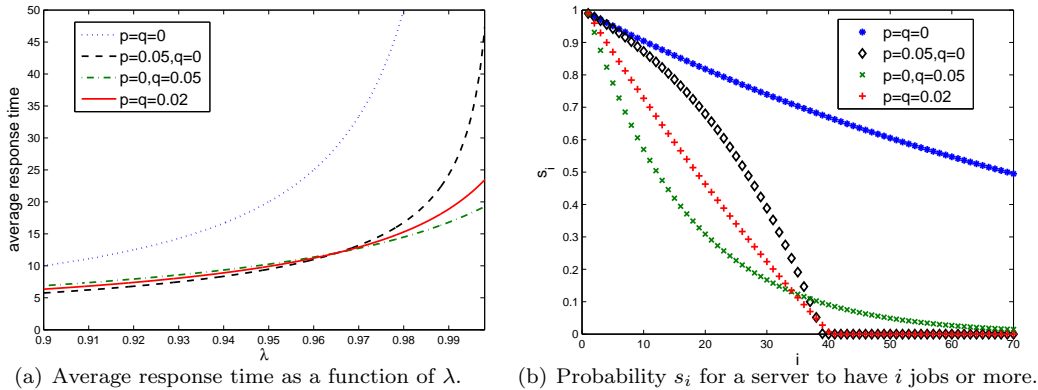 50
45
40
35
30
25
20
15
10
5
0
average response time
0.9 0.91 0.92 0.93 0.94 0.95 0.96 0.97 0.98 0.99
λ
p=q=0
p=0.05,q=0
p=0,q=0.05
p=q=0.02
(a) Average response time as a function of λ.
1
0.9
0.8
0.7
0.6
0.5
0.4
0.3
0.2
0.1
0
s_i
0 10 20 30 40 50 60 70
i
p=q=0
p=0.05,q=0
p=0,q=0.05
p=q=0.02
(b) Probability s_i for a server to have i jobs or more.